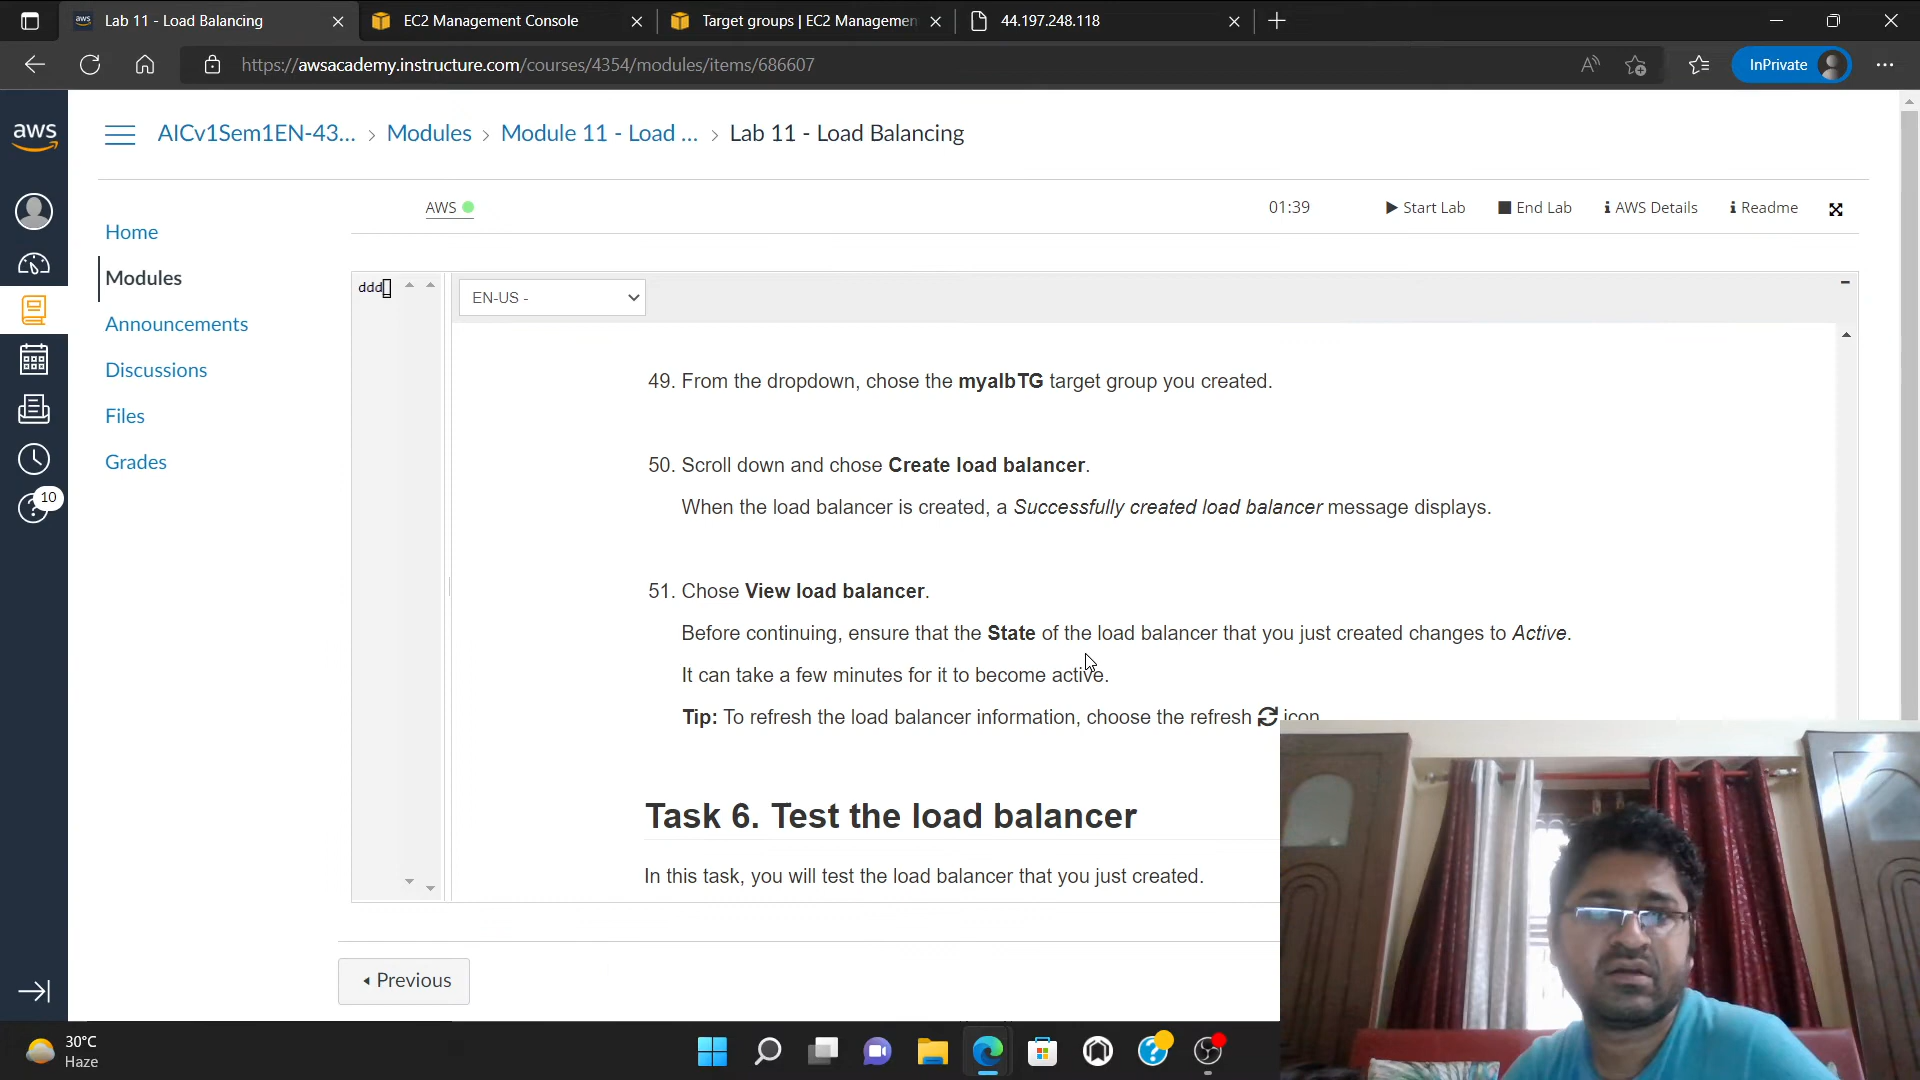 Lab 11 - Load Balancing
EC2 Management Console
Target groups | EC2 Managemen
44.197.248.118
https://awsacademy.instructure.com/courses/4354/modules/items/686607
InPrivate
aws
AICv1Sem1EN-43... > Modules > Module 11 - Load ... > Lab 11 - Load Balancing
AWS
01:39
Start Lab
End Lab
AWS Details
Readme
Home
Modules
Announcements
Discussions
Files
Grades
10
ddd
EN-US -
49. From the dropdown, chose the myalbTG target group you created.
50. Scroll down and chose Create load balancer.
When the load balancer is created, a Successfully created load balancer message displays.
51. Chose View load balancer.
Before continuing, ensure that the State of the load balancer that you just created changes to Active.
It can take a few minutes for it to become active.
Tip: To refresh the load balancer information, choose the refresh icon
Task 6. Test the load balancer
In this task, you will test the load balancer that you just created.
Previous
30°C
Haze